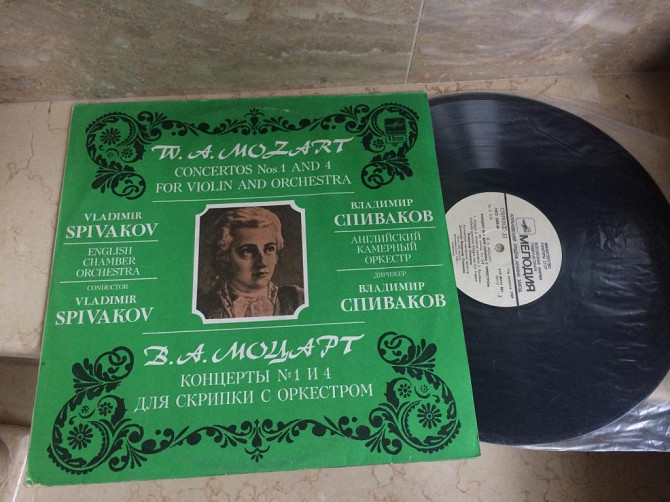 W. A. MOZART
CONCERTOS Nos. 1 AND 4
FOR VIOLIN AND ORCHESTRA
VLADIMIR
SPIVAKOV
ENGLISH
CHAMBER
ORCHESTRA
CONDUCTOR
VLADIMIR
SPIVAKOV
ВЛАДИМИР
СПИВАКОВ
АНГЛИЙСКИЙ
КАМЕРНЫЙ
ОРКЕСТР
ДИРИЖЕР
ВЛАДИМИР
СПИВАКОВ
В. А. МОЦАРТ
КОНЦЕРТЫ №1 И 4
ДЛЯ СКРИПКИ С ОРКЕСТРОМ
МЕЛОДИЯ